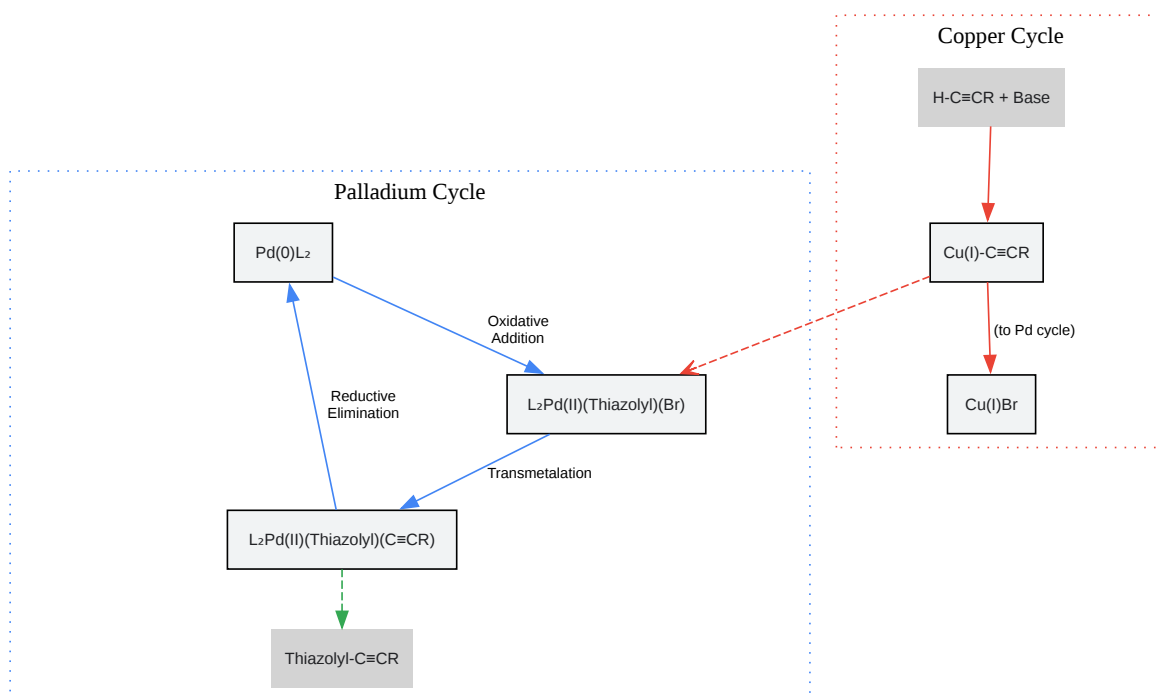 Copper Cycle
H-C≡CR + Base
Palladium Cycle
Pd(0)L₂
Cu(I)-C≡CR
Oxidative
Addition
(to Pd cycle)
Reductive
Elimination
L₂Pd(II)(Thiazolyl)(Br)
Cu(I)Br
Transmetalation
L₂Pd(II)(Thiazolyl)(C≡CR)
Thiazolyl-C≡CR